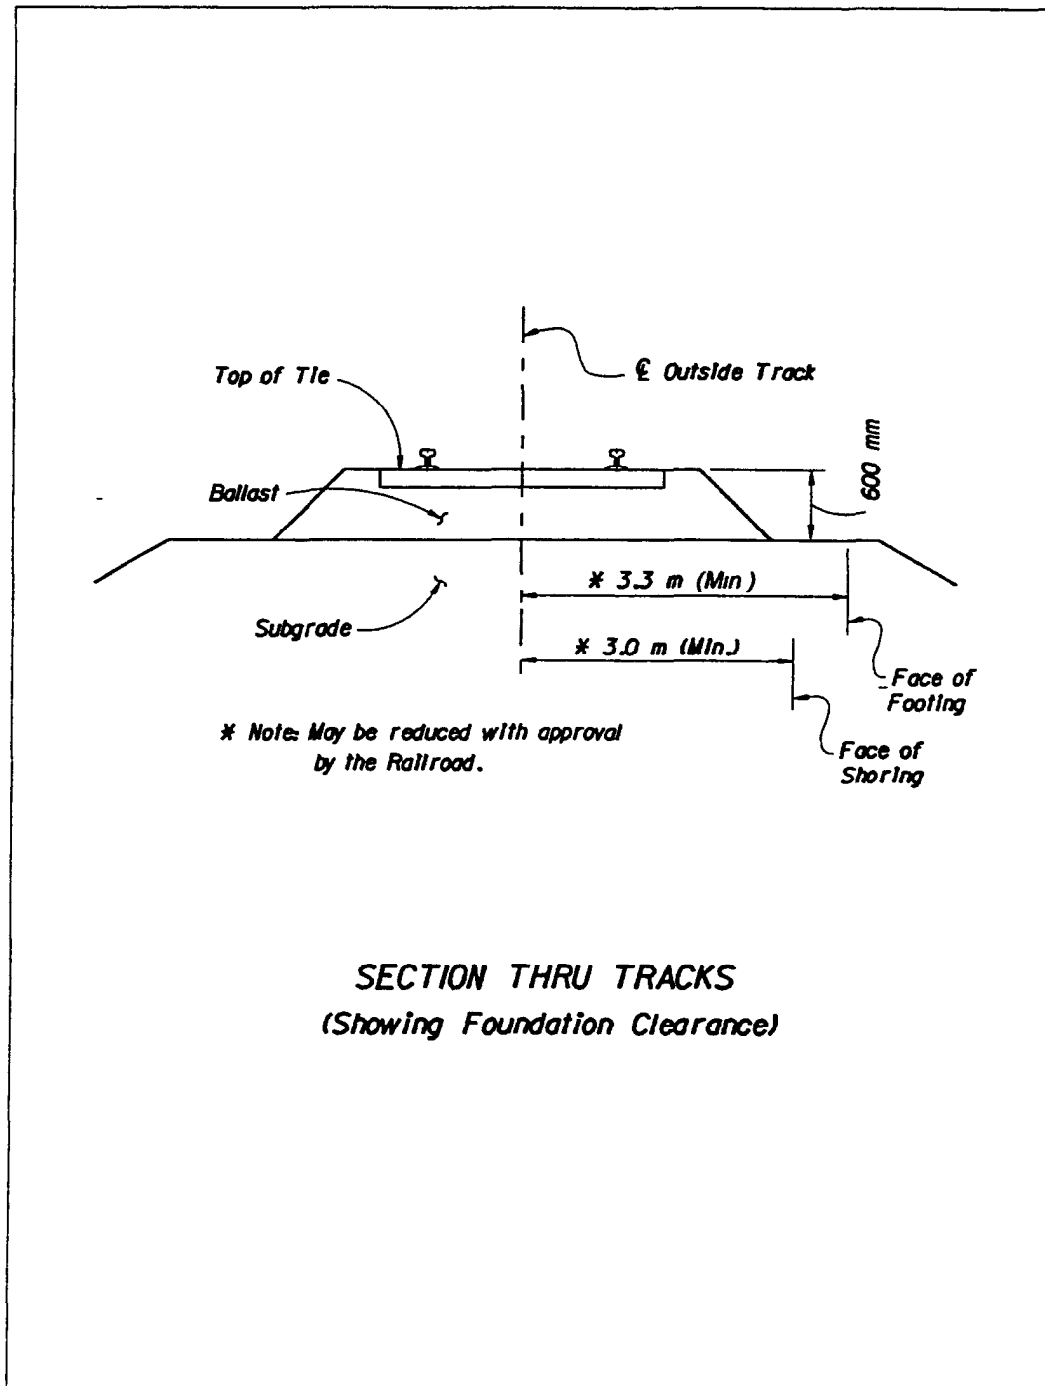 ℄ Outside Track
Top of Tie
600 mm
Ballast
* 3.3 m (Min)
Subgrade
* 3.0 m (Min.)
Face of
Footing
* Note: May be reduced with approval
by the Railroad.
Face of
Shoring
SECTION THRU TRACKS
(Showing Foundation Clearance)